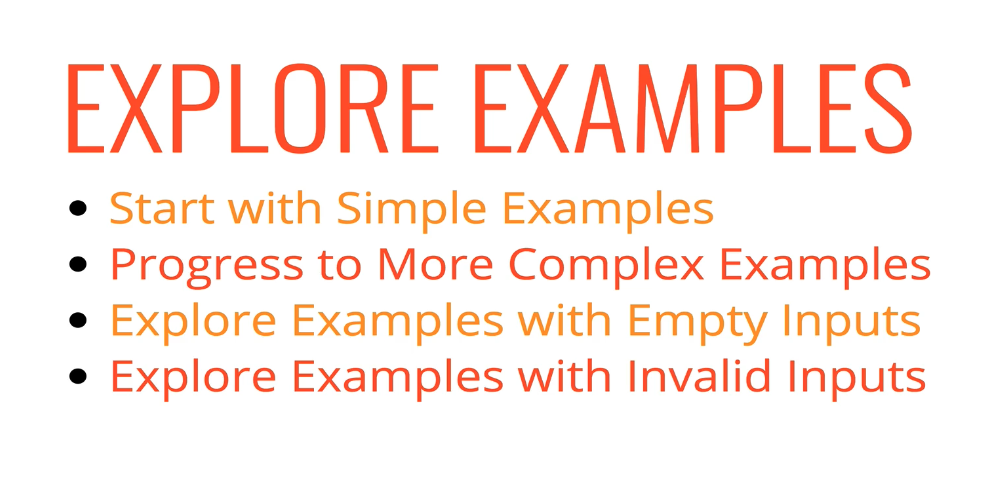 EXPLORE EXAMPLES
• Start with Simple Examples
• Progress to More Complex Examples
• Explore Examples with Empty Inputs
• Explore Examples with Invalid Inputs